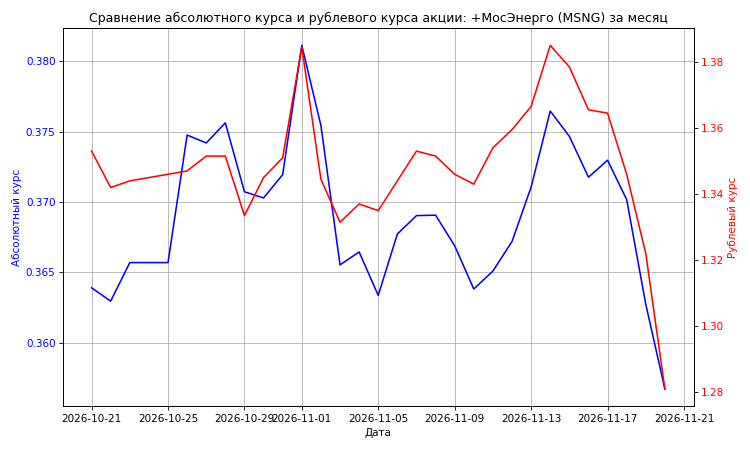 Сравнение абсолютного курса и рублевого курса акции: +МосЭнерго (MSNG) за месяц
Абсолютный курс
0.380
0.375
0.370
0.365
0.360
1.38
1.36
1.34
1.32
1.30
1.28
Рублевый курс
2026-10-21 2026-10-25 2026-10-29 2026-11-01 2026-11-05 2026-11-09 2026-11-13 2026-11-17 2026-11-21
Дата